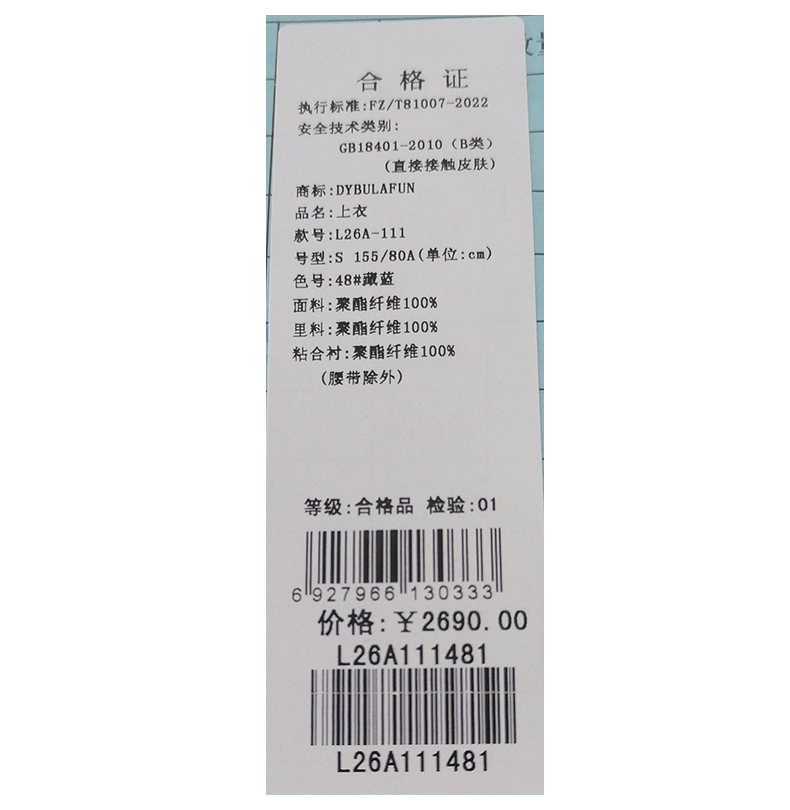 合格证
执行标准:FZ/T81007-2022
安全技术类别:
GB18401-2010（B类）
(直接接触皮肤)
商标:DYBULAFUN
品名:上衣
款号:L26A-111
号型:S 155/80A(单位:cm)
色号:48#藏蓝
面料:聚酯纤维100%
里料:聚酯纤维100%
粘合衬:聚酯纤维100%
(腰带除外)
等级:合格品 检验:01
6 927966 130333
价格:￥2690.00
L26A111481
L26A111481